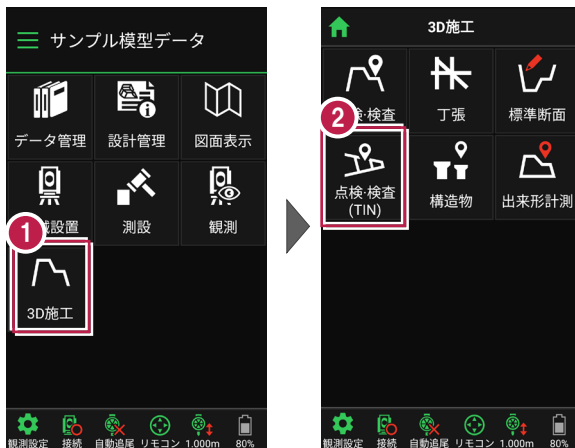 サンプル模型データ
データ管理
設計管理
図面表示
械設置
測設
観測
1
3D施工
観測設定
接続
自動追尾
リモコン
1.000m
80%
3D施工
2
検・検査
丁張
標準断面
点検・検査
(TIN)
構造物
出来形計測
観測設定
接続
自動追尾
リモコン
1.000m
80%